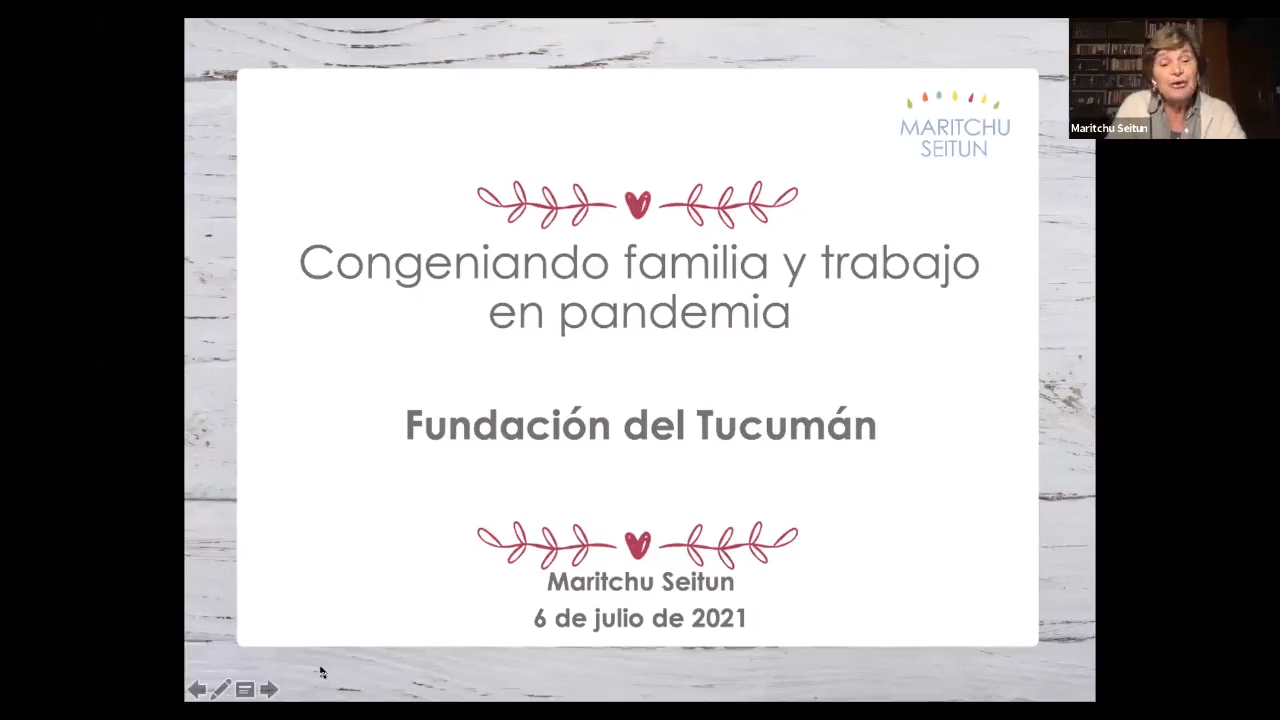 MARITCHU
SEITUN
Maritchu Seitun
Congeniando familia y trabajo
en pandemia
Fundación del Tucumán
Maritchu Seitun
6 de julio de 2021